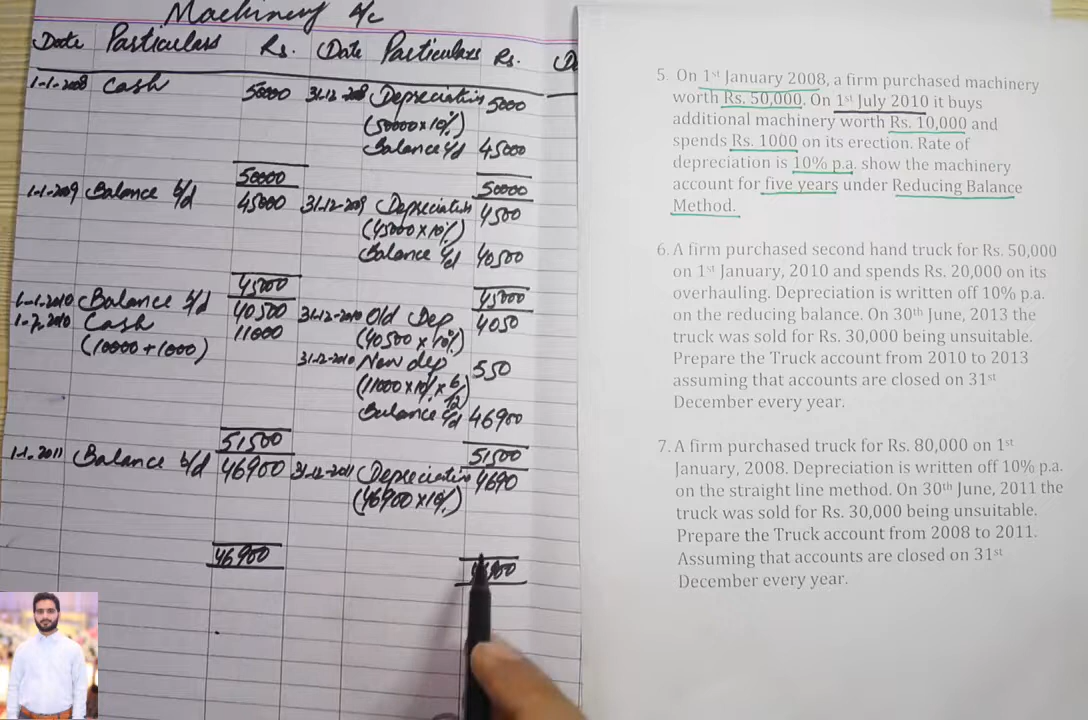 Machinery A/c
Date Particulars Rs. Date Particulars Rs. D
1-1-2008 Cash 50000 31-12-2008 Depreciation 5000
(50000×10%)
Balance c/d 45000
50000 50000
1-1-2009 Balance b/d 45000 31-12-2009 Depreciation 4500
(45000×10%)
Balance c/d 40500
45000 45000
1-1-2010 Balance b/d 40500 31-12-2010 Old Dep 4050
1-7-2010 Cash 11000 (40500×10%)
(10000+1000) 31-12-2010 New dep 550
(11000×10%×6/12)
Balance c/d 46900
51500 51500
1-1-2011 Balance b/d 46900 31-12-2011 Depreciation 4690
(46900×10%)
46900
5. On 1st January 2008, a firm purchased machinery
worth Rs. 50,000. On 1st July 2010 it buys
additional machinery worth Rs. 10,000 and
spends Rs. 1000 on its erection. Rate of
depreciation is 10% p.a. show the machinery
account for five years under Reducing Balance
Method.
6. A firm purchased second hand truck for Rs. 50,000
on 1st January, 2010 and spends Rs. 20,000 on its
overhauling. Depreciation is written off 10% p.a.
on the reducing balance. On 30th June, 2013 the
truck was sold for Rs. 30,000 being unsuitable.
Prepare the Truck account from 2010 to 2013
assuming that accounts are closed on 31st
December every year.
7. A firm purchased truck for Rs. 80,000 on 1st
January, 2008. Depreciation is written off 10% p.a.
on the straight line method. On 30th June, 2011 the
truck was sold for Rs. 30,000 being unsuitable.
Prepare the Truck account from 2008 to 2011.
Assuming that accounts are closed on 31st
December every year.